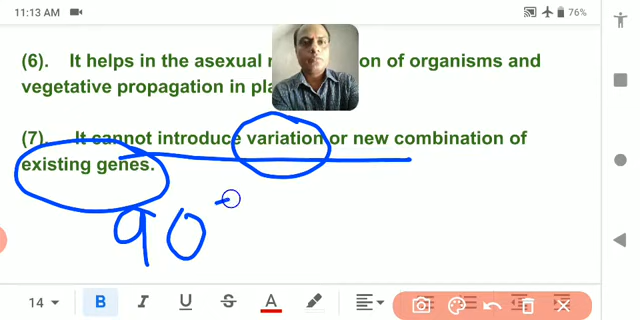 11:13 AM
76%
(6). It helps in the asexual r on of organisms and
vegetative propagation in pla
(7). It cannot introduce variation or new combination of
existing genes.
90
14 B I U S A